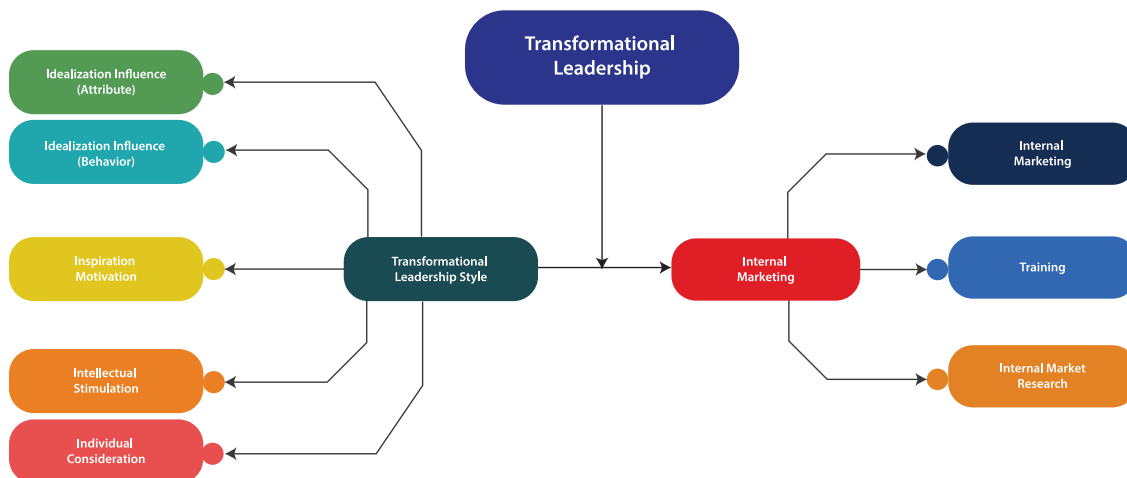 Transformational
Leadership
Idealization Influence
(Attribute)
Idealization Influence
(Behavior)
Inspiration
Motivation
Intellectual
Stimulation
Individual
Consideration
Transformational
Leadership Style
Internal
Marketing
Internal
Marketing
Training
Internal Market
Research